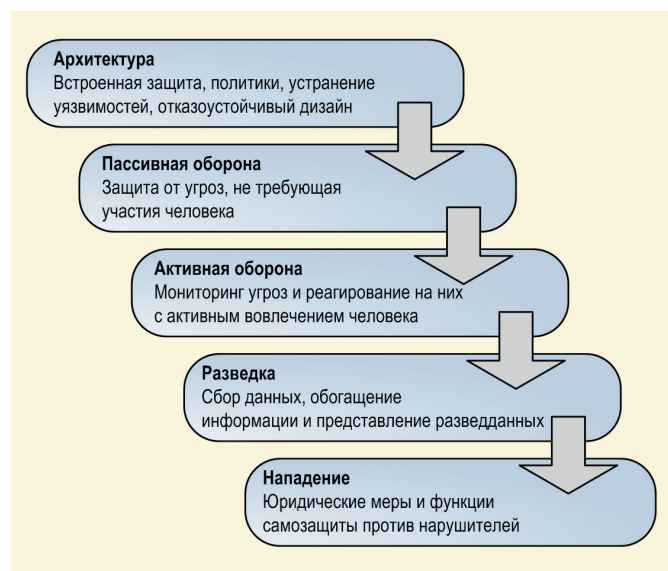 Архитектура
Встроенная защита, политики, устранение
уязвимостей, отказоустойчивый дизайн
Пассивная оборона
Защита от угроз, не требующая
участия человека
Активная оборона
Мониторинг угроз и реагирование на них
с активным вовлечением человека
Разведка
Сбор данных, обогащение
информации и представление разведданных
Нападение
Юридические меры и функции
самозащиты против нарушителей